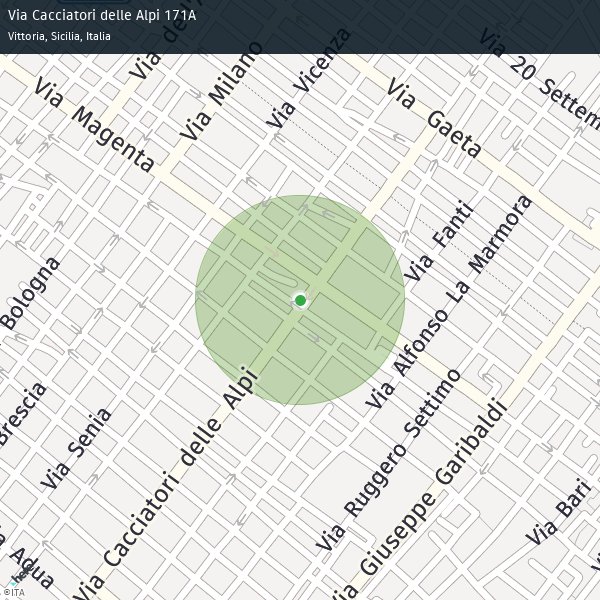 Via Cacciatori delle Alpi 171A
Vittoria, Sicilia, Italia
Via Milano
Via Vicenza
Via 20 Settem
Via Magenta
Via Gaeta
Via Fanti
Via Alfonso La Marmora
Bologna
Brescia
Via Senia
Via Cacciatori delle Alpi
Via Ruggero Settimo
Via Giuseppe Garibaldi
Via Bari
Adua
here
©ITA